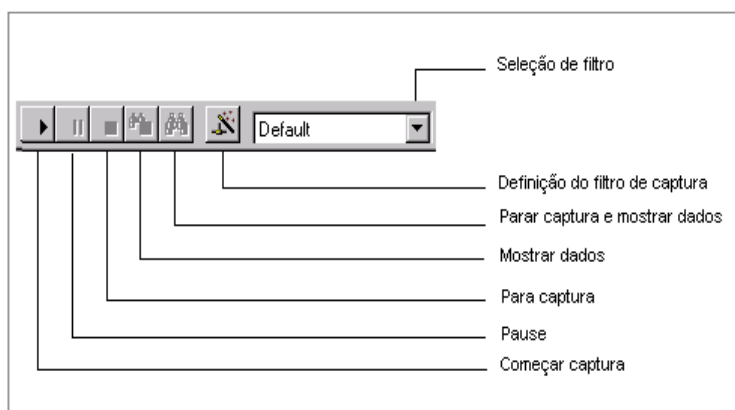 Seleção de filtro
Default
Definição do filtro de captura
Parar captura e mostrar dados
Mostrar dados
Para captura
Pause
Começar captura